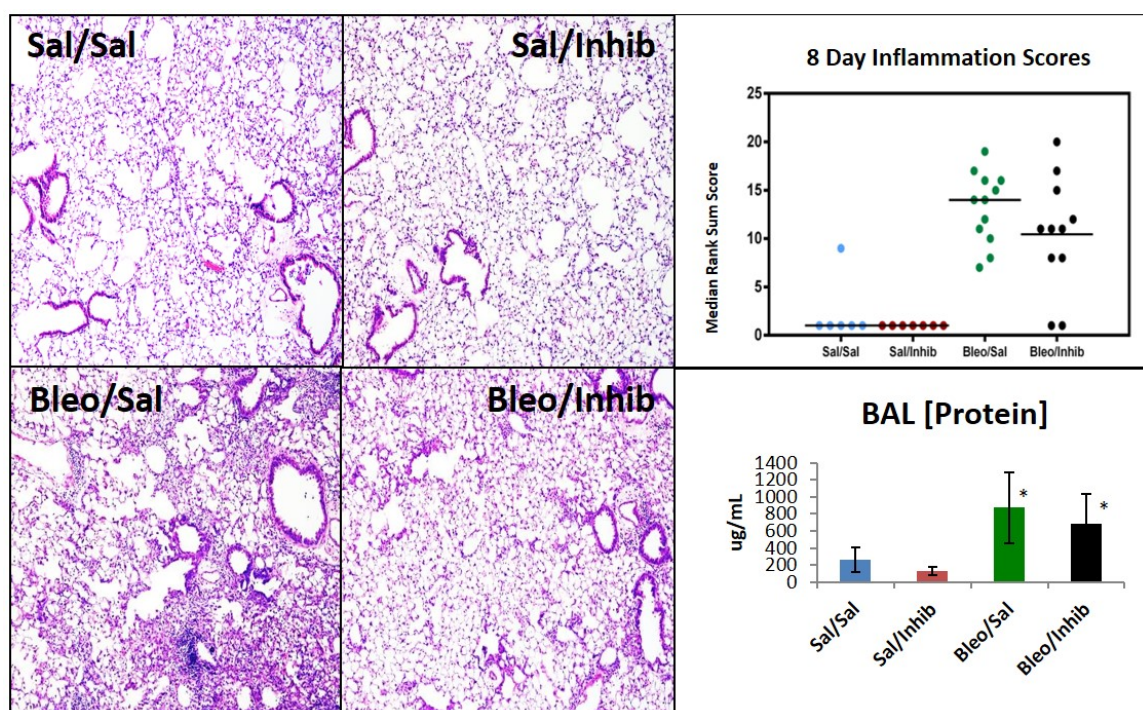 Sal/Sal
Sal/Inhib
Bleo/Sal
Bleo/Inhib
8 Day Inflammation Scores
Median Rank Sum Score
25
20
15
10
5
0
Sal/Sal
Sal/Inhib
Bleo/Sal
Bleo/Inhib
BAL [Protein]
ug/mL
1400
1200
1000
800
600
400
200
0
*
*
Sal/Sal
Sal/Inhib
Bleo/Sal
Bleo/Inhib